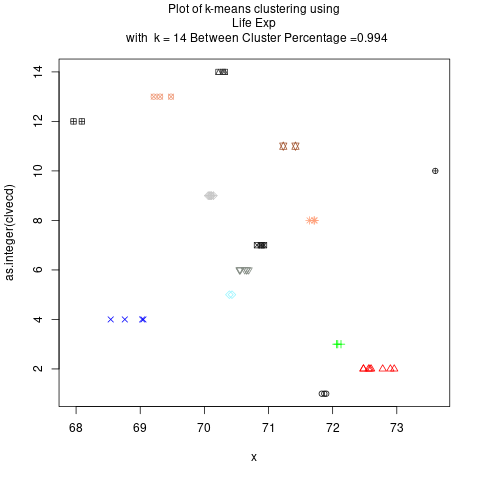 Plot of k-means clustering using
Life Exp
with k = 14 Between Cluster Percentage =0.994
as.integer(clvecd)
14
12
10
8
6
4
2
68 69 70 71 72 73
x